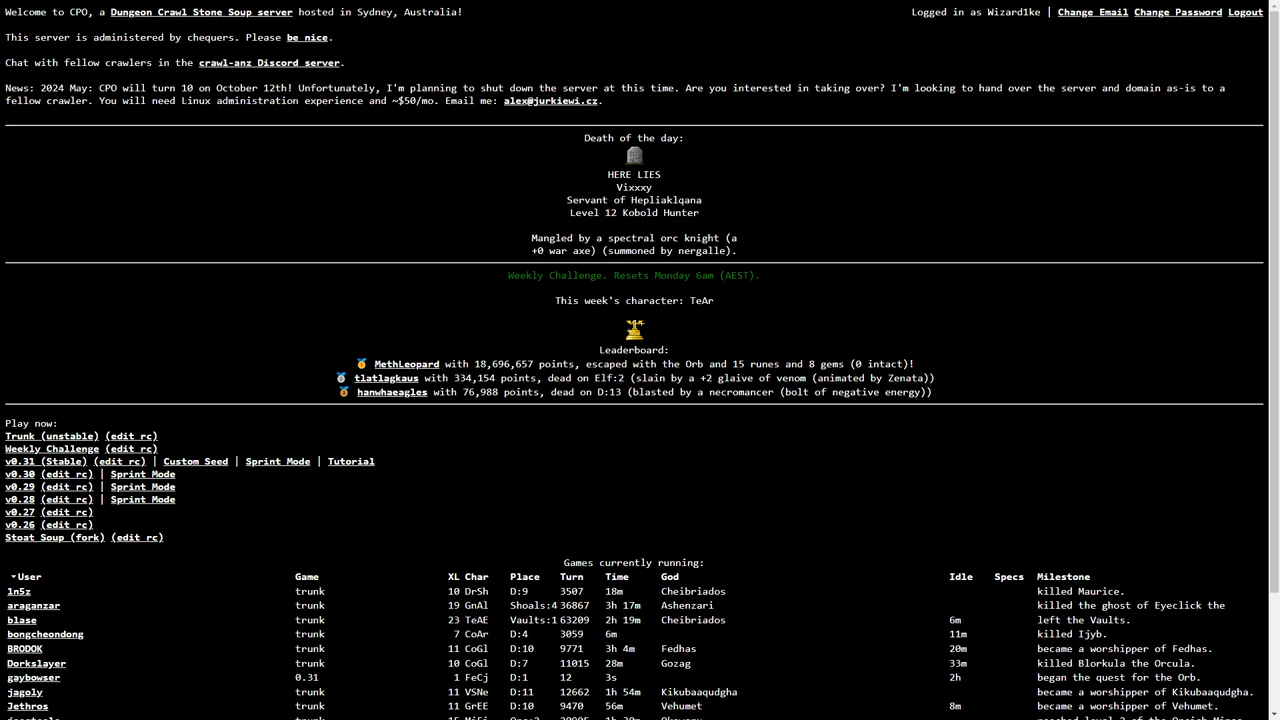 Welcome to CPO, a Dungeon Crawl Stone Soup server hosted in Sydney, Australia!
Logged in as Wizard1ke | Change Email Change Password Logout
This server is administered by chequers. Please be nice.
Chat with fellow crawlers in the crawl-anz Discord server.
News: 2024 May: CPO will turn 10 on October 12th! Unfortunately, I'm planning to shut down the server at this time. Are you interested in taking over? I'm looking to hand over the server and domain as-is to a
fellow crawler. You will need Linux administration experience and ~$50/mo. Email me: alex@jurkiewi.cz.
Death of the day:
HERE LIES
Vixxxy
Servant of Hepliaklqana
Level 12 Kobold Hunter
Mangled by a spectral orc knight (a
+0 war axe) (summoned by nergalle).
Weekly Challenge. Resets Monday 6am (AEST).
This week's character: TeAr
Leaderboard:
MethLeopard with 18,696,657 points, escaped with the Orb and 15 runes and 8 gems (0 intact)!
tlatlagkaus with 334,154 points, dead on Elf:2 (slain by a +2 glaive of venom (animated by Zenata))
hanwhaeagles with 76,988 points, dead on D:13 (blasted by a necromancer (bolt of negative energy))
Play now:
Trunk (unstable) (edit rc)
Weekly Challenge (edit rc)
v0.31 (Stable) (edit rc) | Custom Seed | Sprint Mode | Tutorial
v0.30 (edit rc) | Sprint Mode
v0.29 (edit rc) | Sprint Mode
v0.28 (edit rc) | Sprint Mode
v0.27 (edit rc)
v0.26 (edit rc)
Stoat Soup (fork) (edit rc)
Games currently running:
User Game XL Char Place Turn Time God Idle Specs Milestone
ln5z trunk 10 DrSh D:9 3507 18m Cheibriados killed Maurice.
araganzar trunk 19 GnAl Shoals:4 36867 3h 17m Ashenzari killed the ghost of Eyeclick the
blase trunk 23 TeAE Vaults:1 63209 2h 19m Cheibriados 6m left the Vaults.
bongcheondong trunk 7 CoAr D:4 3059 6m 11m killed Ijyb.
BRODOK trunk 11 CoGl D:10 9771 3h 4m Fedhas 20m became a worshipper of Fedhas.
Dorkslayer trunk 10 CoGl D:7 11015 28m Gozag 33m killed Blorkula the Orcula.
gaybowser 0.31 1 FeCj D:1 12 3s 2h began the quest for the Orb.
jagoly trunk 11 VSNe D:11 12662 1h 54m Kikubaaqudgha became a worshipper of Kikubaaqudgha.
Jethros trunk 11 GrEE D:10 9470 56m Vehumet 8m became a worshipper of Vehumet.